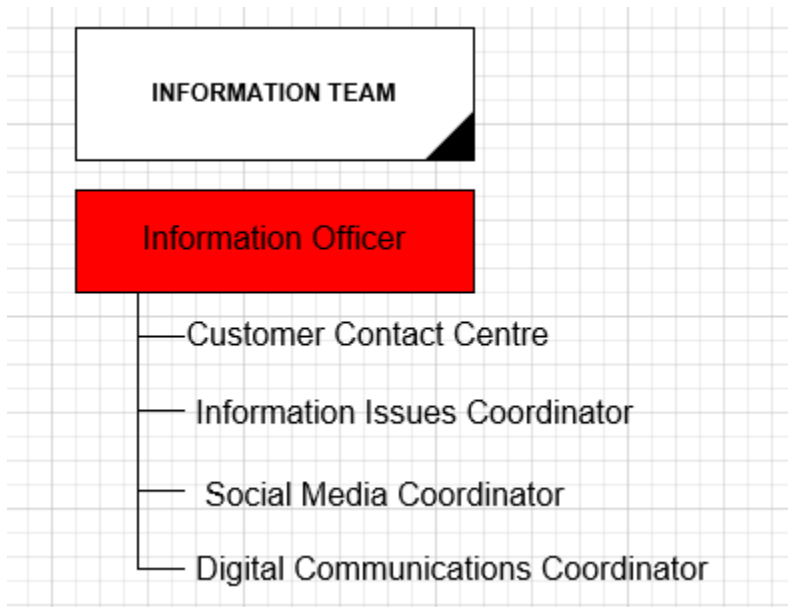 INFORMATION TEAM
Information Officer
Customer Contact Centre
Information Issues Coordinator
Social Media Coordinator
Digital Communications Coordinator